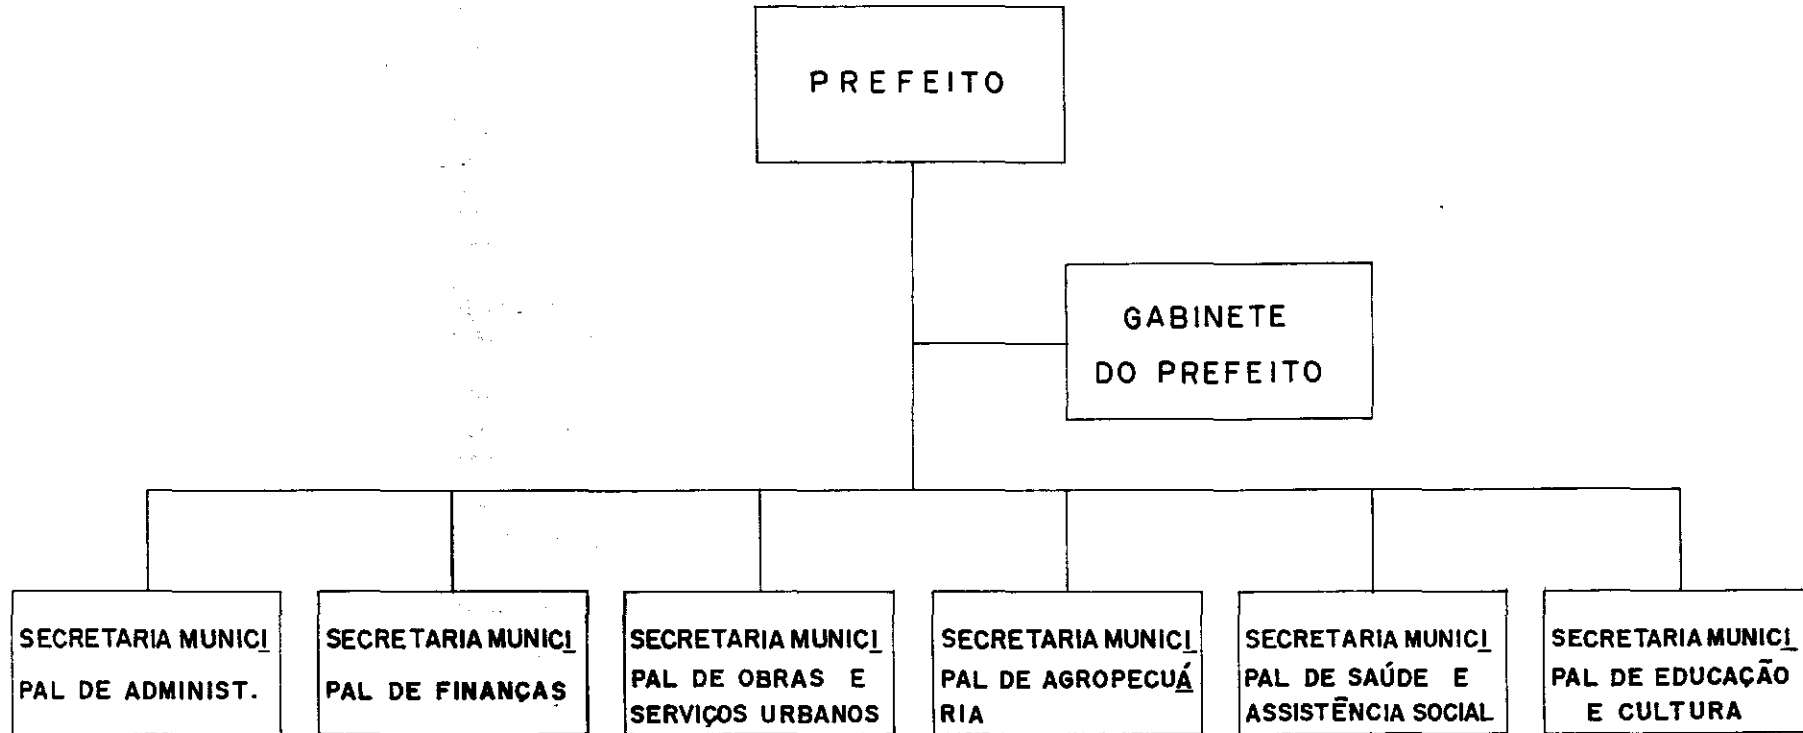 PREFEITO
GABINETE
DO PREFEITO
SECRETARIA MUNICI
PAL DE ADMINIST.
SECRETARIA MUNICI
PAL DE FINANÇAS
SECRETARIA MUNICI
PAL DE OBRAS E
SERVIÇOS URBANOS
SECRETARIA MUNICI
PAL DE AGROPECUÁ
RIA
SECRETARIA MUNICI
PAL DE SAÚDE E
ASSISTÊNCIA SOCIAL
SECRETARIA MUNICI
PAL DE EDUCAÇÃO
E CULTURA